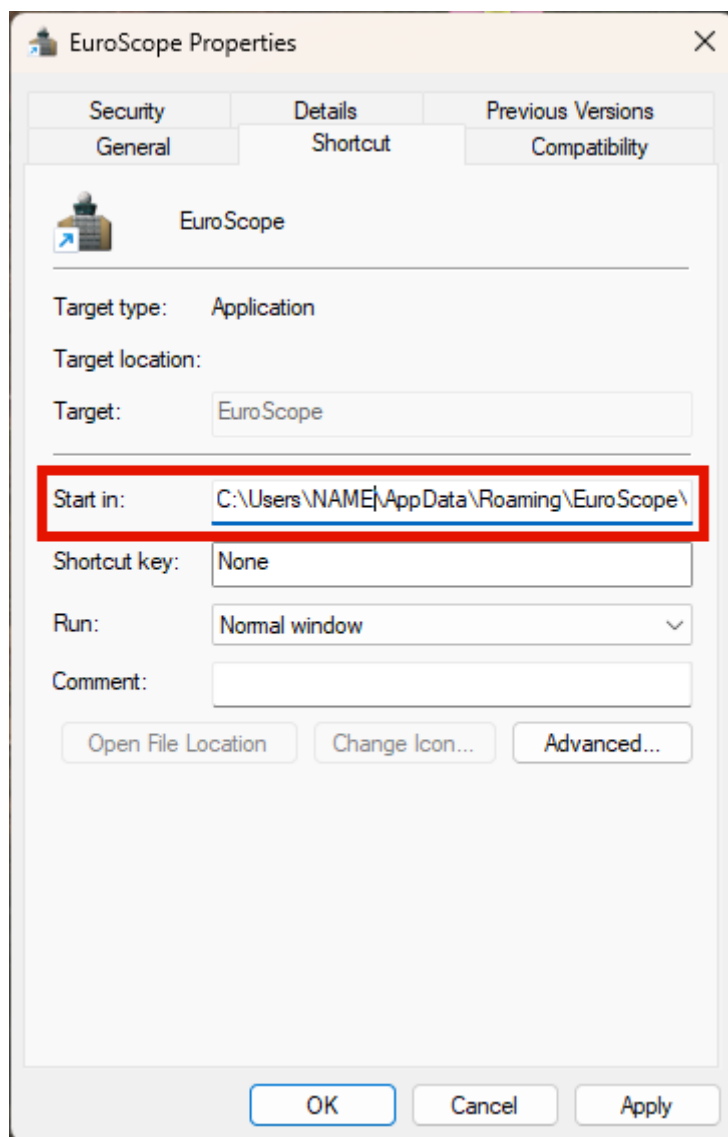 EuroScope Properties
Security Details Previous Versions
General Shortcut Compatibility
EuroScope
Target type: Application
Target location:
Target: EuroScope
Start in: C:\Users\NAME\AppData\Roaming\EuroScope\
Shortcut key: None
Run: Normal window
Comment:
Open File Location Change Icon... Advanced...
OK Cancel Apply